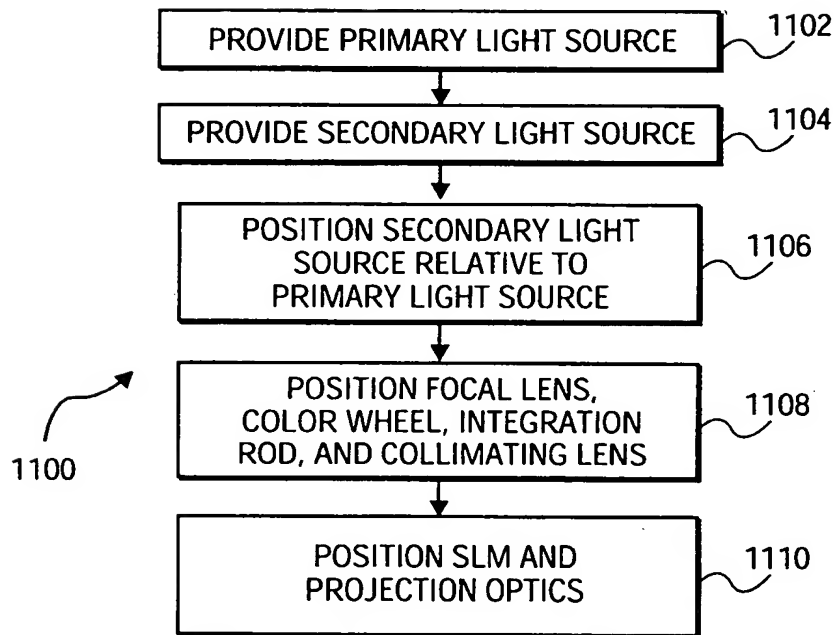 PROVIDE PRIMARY LIGHT SOURCE
1102
PROVIDE SECONDARY LIGHT SOURCE
1104
POSITION SECONDARY LIGHT
SOURCE RELATIVE TO
PRIMARY LIGHT SOURCE
1106
POSITION FOCAL LENS,
COLOR WHEEL, INTEGRATION
ROD, AND COLLIMATING LENS
1108
1100
POSITION SLM AND
PROJECTION OPTICS
1110